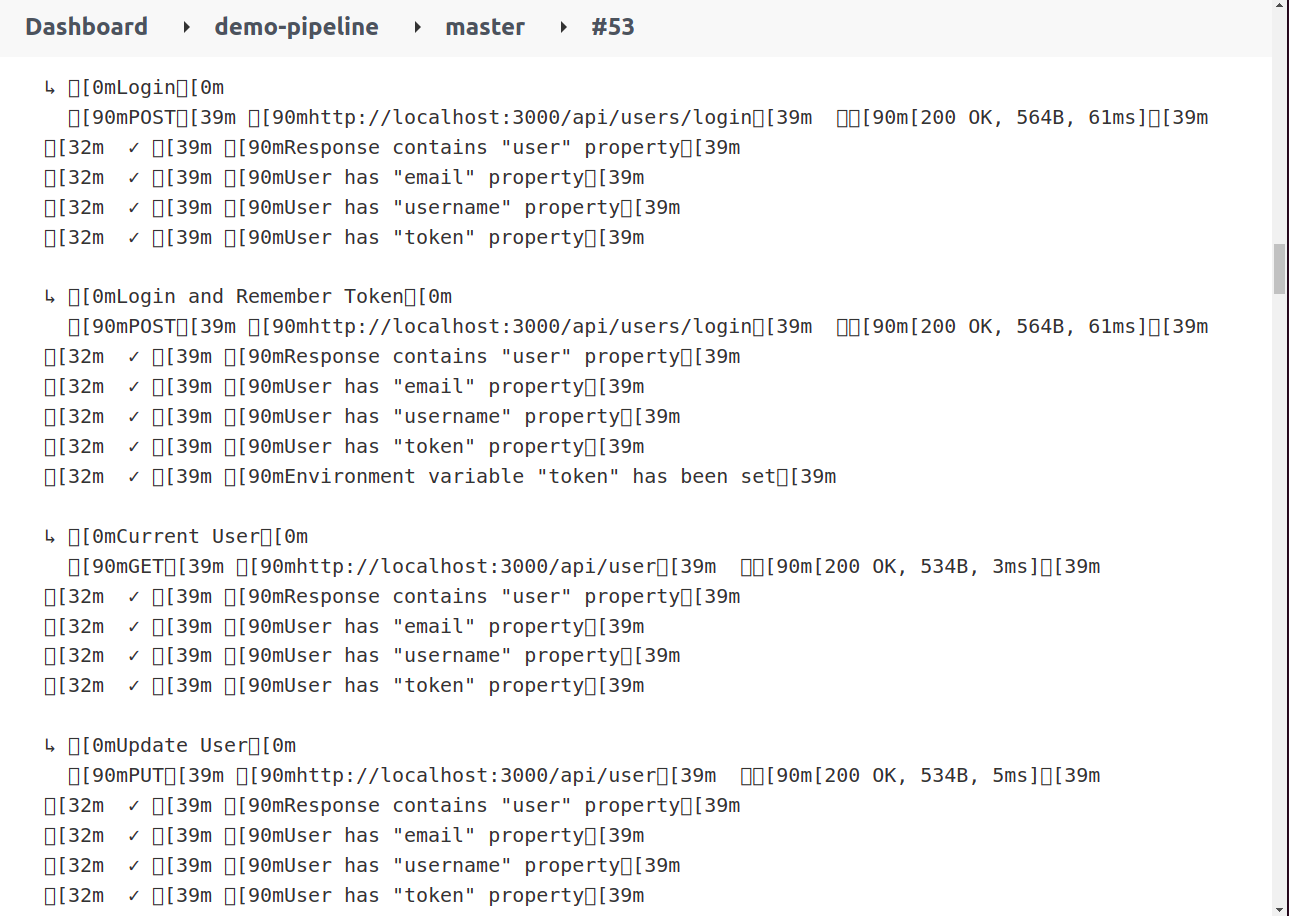 Dashboard ▸ demo-pipeline ▸ master ▸ #53
↳ □[0mLogin□[0m
□[90mPOST□[39m □[90mhttp://localhost:3000/api/users/login□[39m □□[90m[200 OK, 564B, 61ms]□[39m
□[32m ✓ □[39m □[90mResponse contains "user" property□[39m
□[32m ✓ □[39m □[90mUser has "email" property□[39m
□[32m ✓ □[39m □[90mUser has "username" property□[39m
□[32m ✓ □[39m □[90mUser has "token" property□[39m
↳ □[0mLogin and Remember Token□[0m
□[90mPOST□[39m □[90mhttp://localhost:3000/api/users/login□[39m □□[90m[200 OK, 564B, 61ms]□[39m
□[32m ✓ □[39m □[90mResponse contains "user" property□[39m
□[32m ✓ □[39m □[90mUser has "email" property□[39m
□[32m ✓ □[39m □[90mUser has "username" property□[39m
□[32m ✓ □[39m □[90mUser has "token" property□[39m
□[32m ✓ □[39m □[90mEnvironment variable "token" has been set□[39m
↳ □[0mCurrent User□[0m
□[90mGET□[39m □[90mhttp://localhost:3000/api/user□[39m □□[90m[200 OK, 534B, 3ms]□[39m
□[32m ✓ □[39m □[90mResponse contains "user" property□[39m
□[32m ✓ □[39m □[90mUser has "email" property□[39m
□[32m ✓ □[39m □[90mUser has "username" property□[39m
□[32m ✓ □[39m □[90mUser has "token" property□[39m
↳ □[0mUpdate User□[0m
□[90mPUT□[39m □[90mhttp://localhost:3000/api/user□[39m □□[90m[200 OK, 534B, 5ms]□[39m
□[32m ✓ □[39m □[90mResponse contains "user" property□[39m
□[32m ✓ □[39m □[90mUser has "email" property□[39m
□[32m ✓ □[39m □[90mUser has "username" property□[39m
□[32m ✓ □[39m □[90mUser has "token" property□[39m